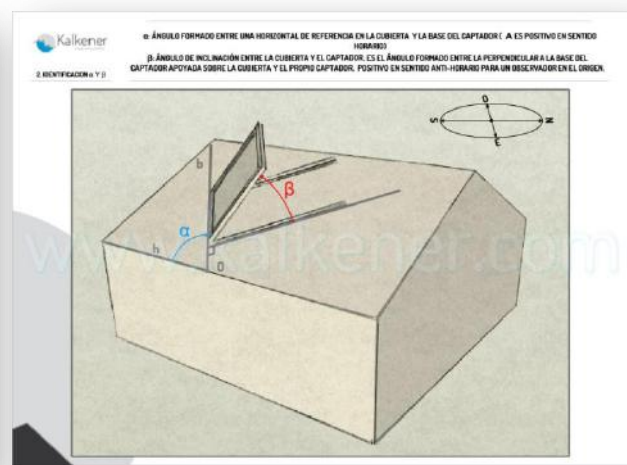 Kalkener
α: ÁNGULO FORMADO ENTRE UNA HORIZONTAL DE REFERENCIA EN LA CUBIERTA Y LA BASE DEL CAPTADOR ( A ES POSITIVO EN SENTIDO
HORARIO)
β: ÁNGULO DE INCLINACIÓN ENTRE LA CUBIERTA Y EL CAPTADOR: ES EL ÁNGULO FORMADO ENTRE LA PERPENDICULAR A LA BASE DEL
CAPTADOR APOYADA SOBRE LA CUBIERTA Y EL PROPIO CAPTADOR. POSITIVO EN SENTIDO ANTI-HORARIO PARA UN OBSERVADOR EN EL ORIGEN.
2. IDENTIFICACION α Y β
O
S
N
E
b
β
α
h
O
www.kalkener.com